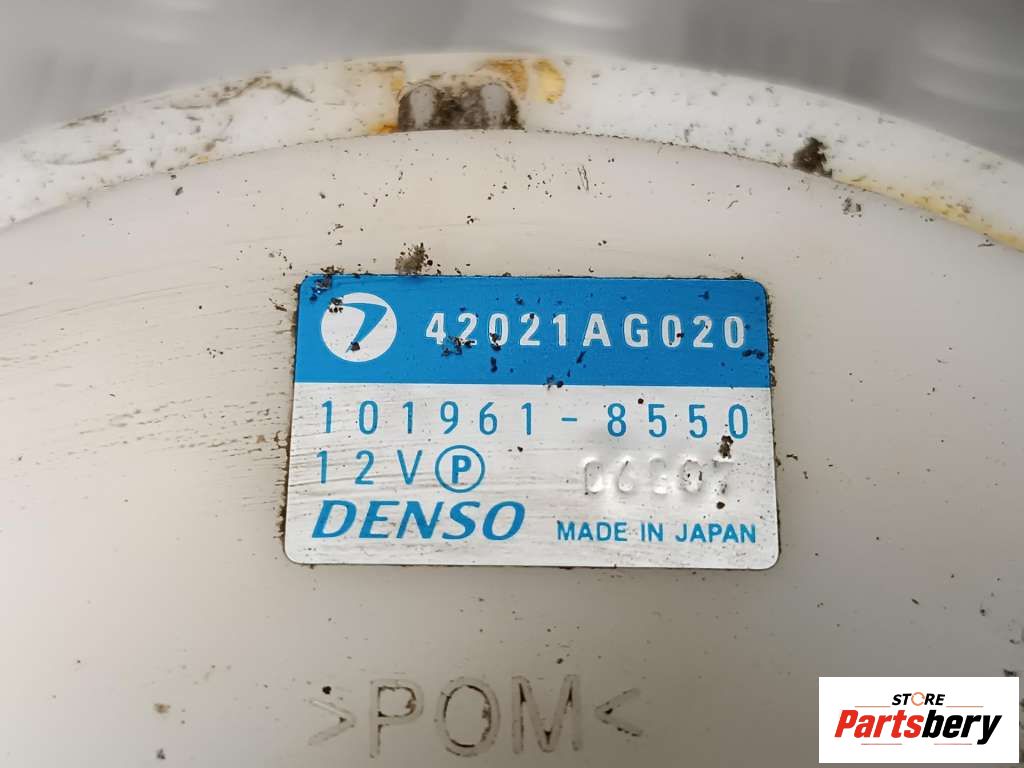 42021AG020
101961-8550
12V P
DENSO MADE IN JAPAN
>POM<
STORE
Partsbery